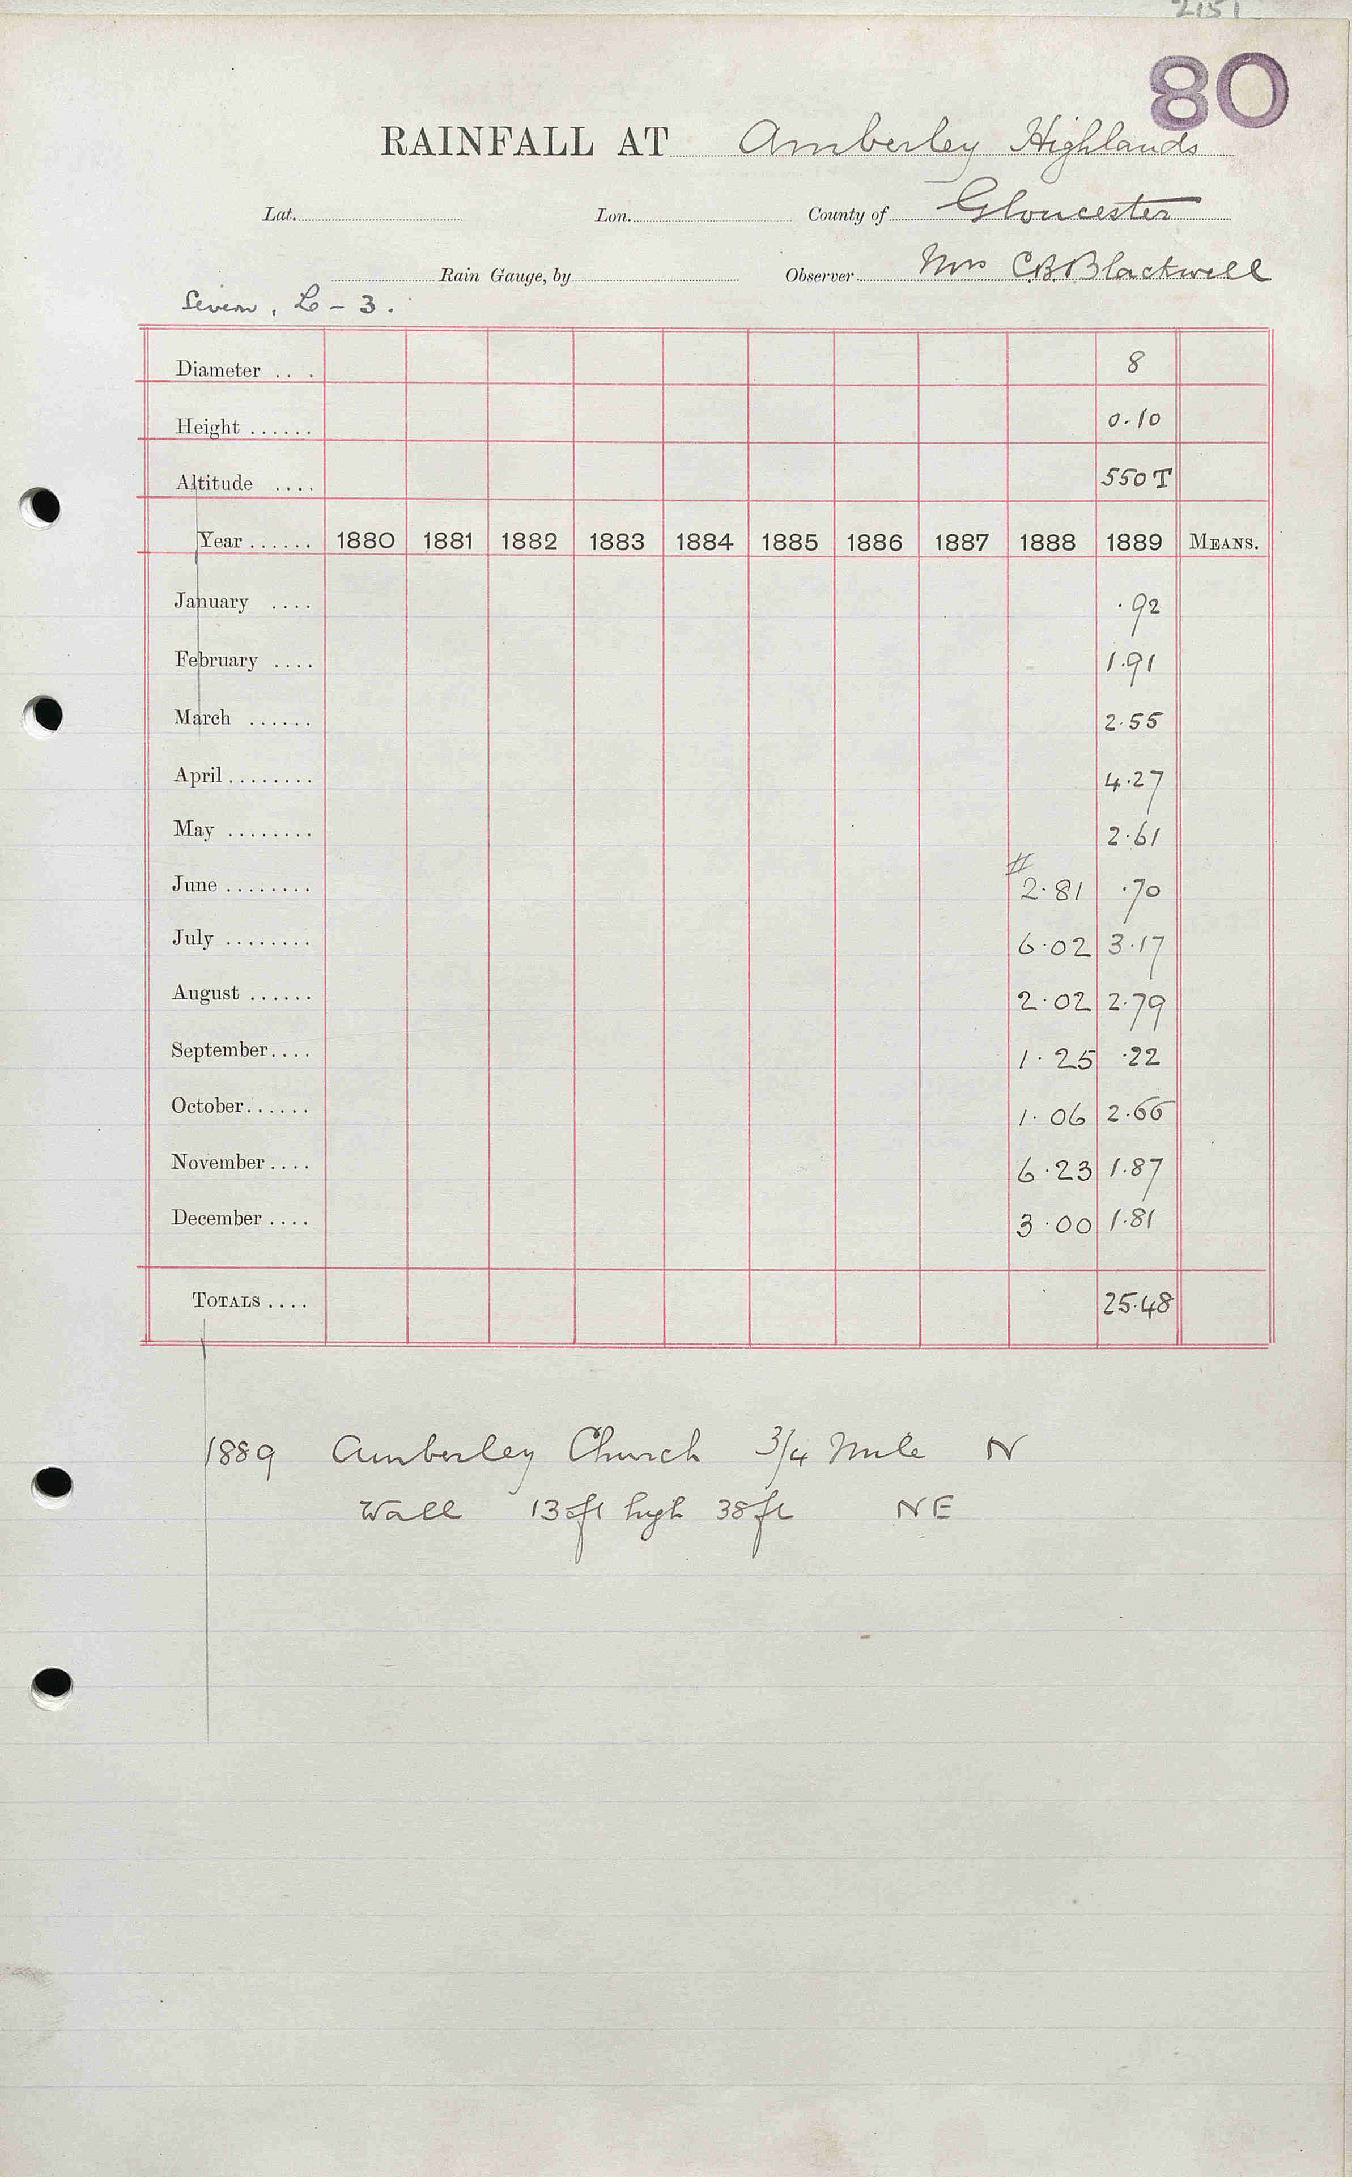 2151
80
RAINFALL AT Amberley Highlands
Lat. Lon. County of Gloucester
Rain Gauge, by Observer Mrs C.B. Blackwell
Severn, L - 3.
Diameter ... 8
Height ...... 0.10
Altitude .... 550 T
Year ...... 1880 1881 1882 1883 1884 1885 1886 1887 1888 1889 MEANS.
January .... .92
February .... 1.91
March ...... 2.55
April ........ 4.27
May ........ 2.61
#
June ........ 2.81 .70
July ........ 6.02 3.17
August ...... 2.02 2.79
September.... 1.25 .22
October...... 1.06 2.66
November.... 6.23 1.87
December.... 3.00 1.81
TOTALS .... 25.48
1889 Amberley Church 3/4 Mile N
Wall 13 ft high 38 ft NE